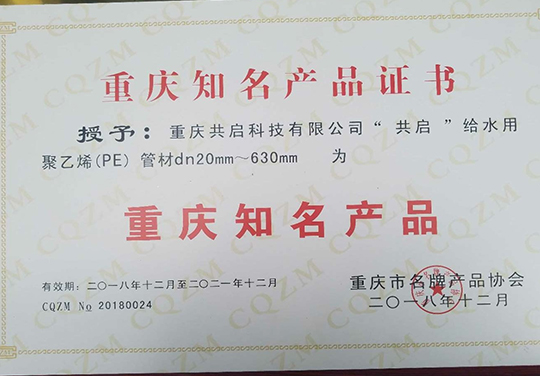 重庆知名产品证书
授予：重庆共启科技有限公司“共启”给水用
聚乙烯(PE) 管材dn20mm～630mm 为
重庆知名产品
有效期：二〇一八年十二月至二〇二一年十二月
CQZM No 20180024
重庆市名牌产品协会
二〇一八年十二月